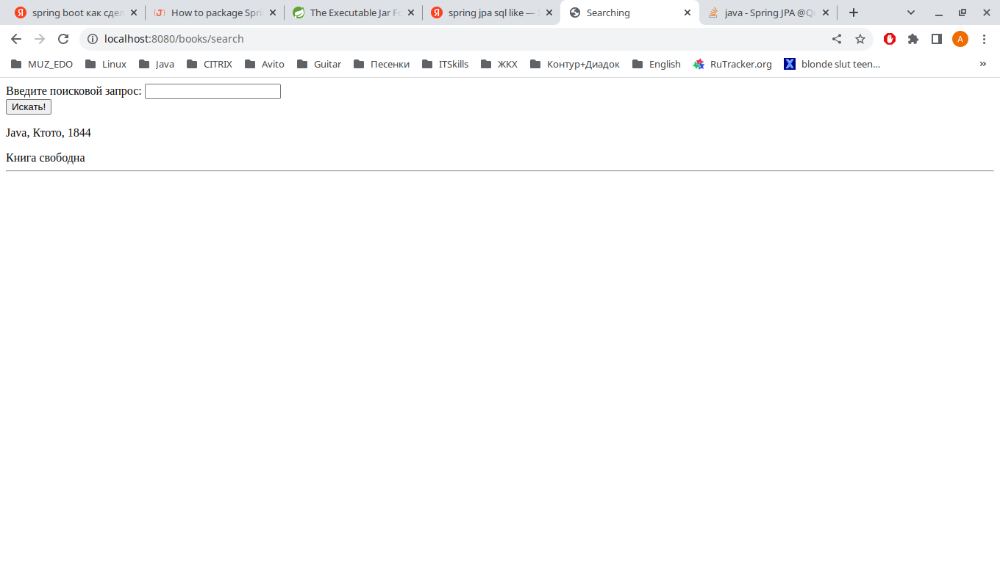 spring boot как сдел
How to package Spri
The Executable Jar Fo
spring jpa sql like —
Searching
java - Spring JPA @Q
localhost:8080/books/search
A
MUZ_EDO
Linux
Java
CITRIX
Avito
Guitar
Песенки
ITSkills
ЖКХ
Контур+Диадок
English
RuTracker.org
blonde slut teen...
Введите поисковой запрос:
Искать!
Java, Ктото, 1844
Книга свободна